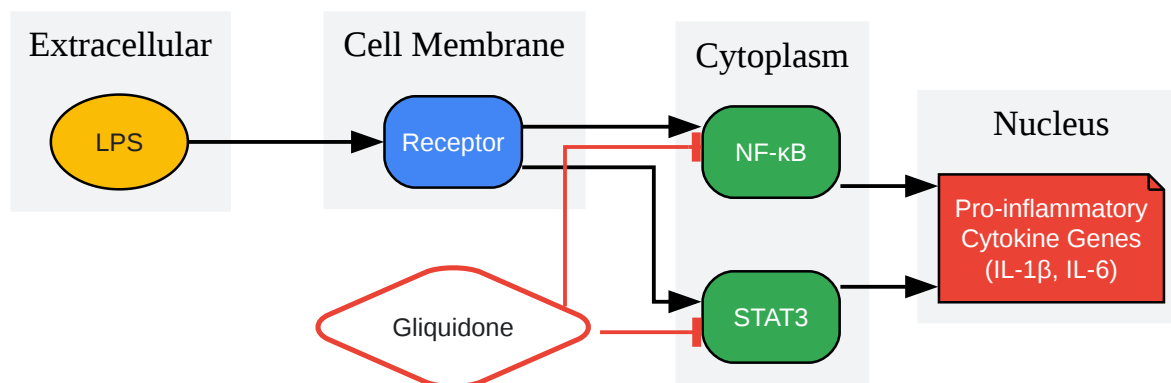 Extracellular
Cell Membrane
Cytoplasm
Nucleus
LPS
Receptor
NF-κB
Pro-inflammatory
Cytokine Genes
(IL-1β, IL-6)
Gliquidone
STAT3